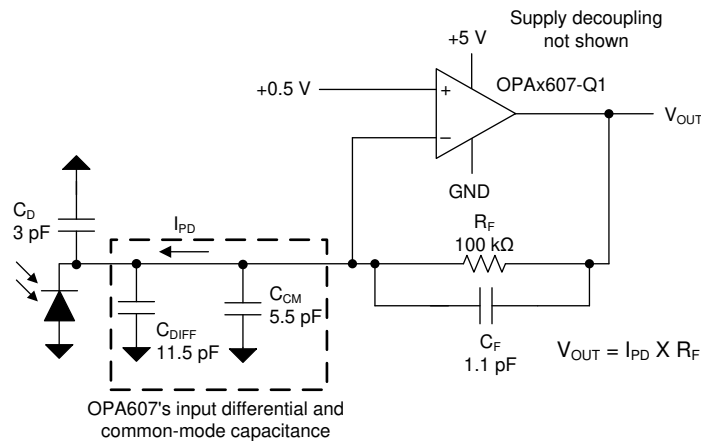 Supply decoupling
not shown
+5 V
OPAx607-Q1
+0.5 V
+
−
VOUT
GND
CD
3 pF
IPD
RF
100 kΩ
CDIFF
11.5 pF
CCM
5.5 pF
CF
1.1 pF
VOUT = IPD X RF
OPA607's input differential and
common-mode capacitance